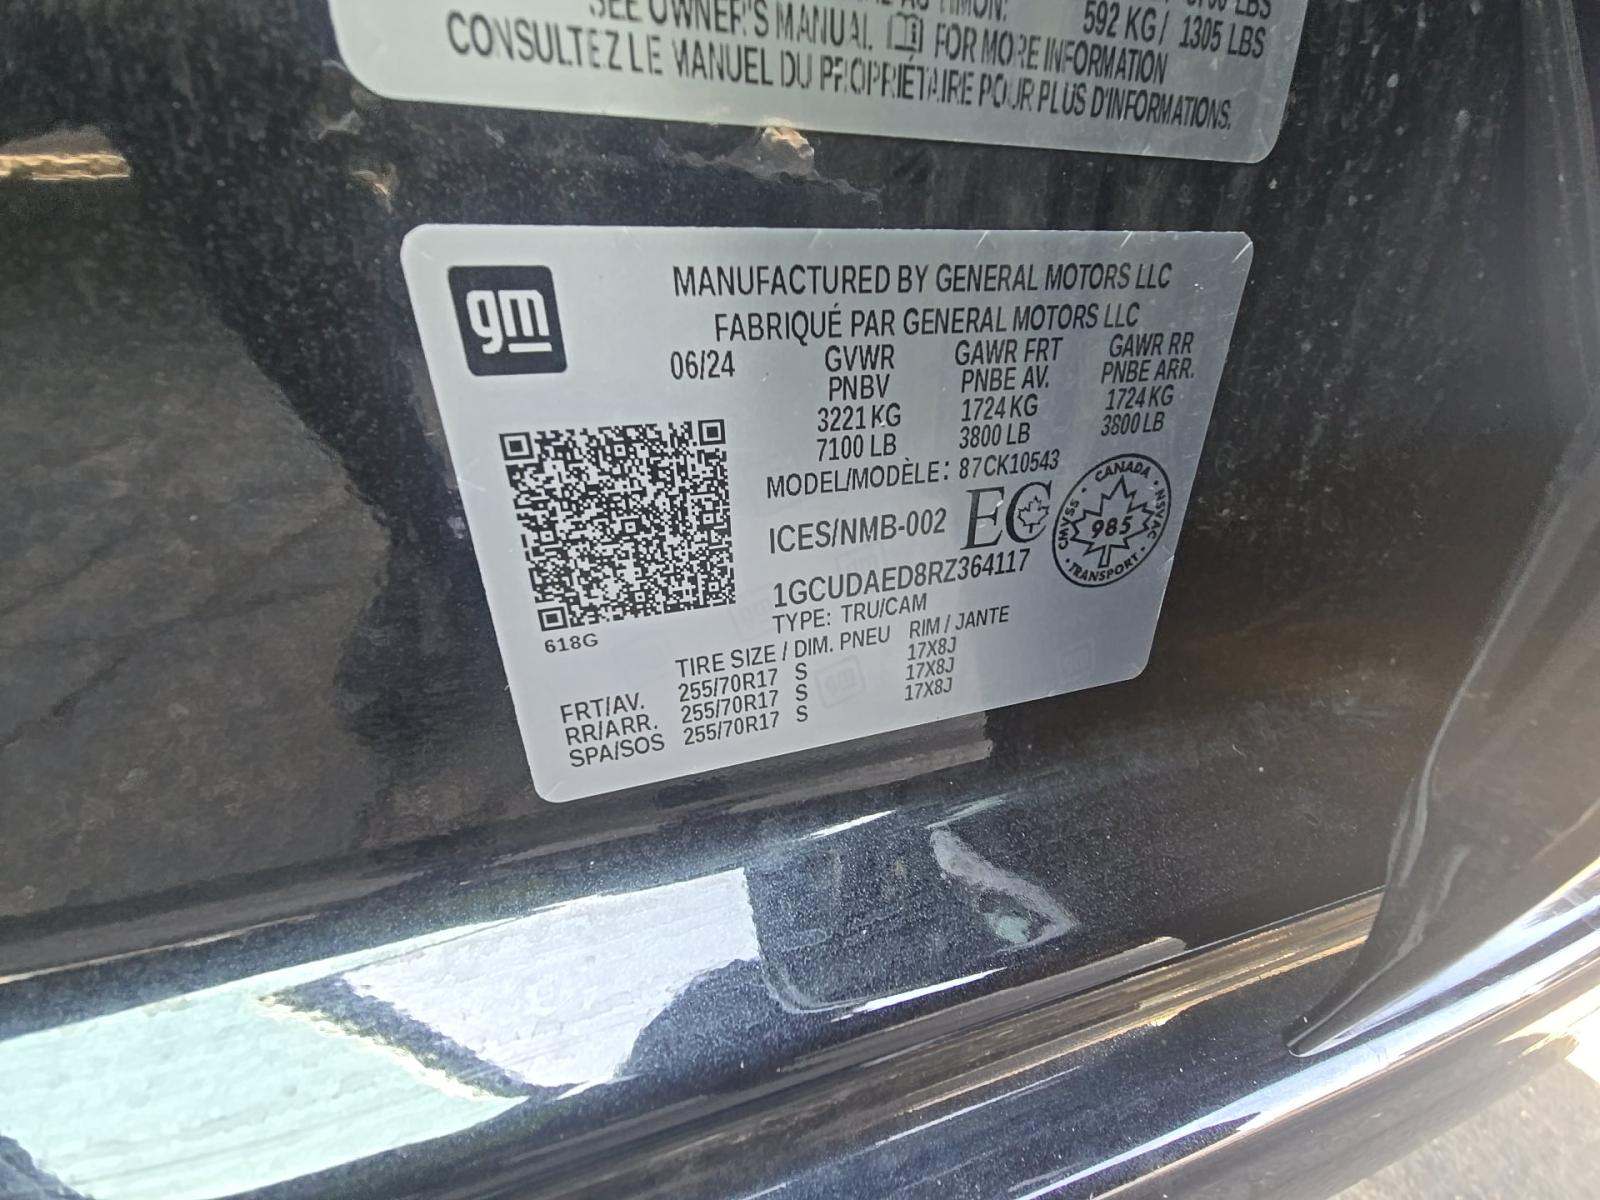 592 KG / 1305 LBS
SEE OWNER'S MANUAL FOR MORE INFORMATION
CONSULTEZ LE MANUEL DU PROPRIÉTAIRE POUR PLUS D'INFORMATIONS.
gm
MANUFACTURED BY GENERAL MOTORS LLC
FABRIQUÉ PAR GENERAL MOTORS LLC
06/24 GVWR GAWR FRT GAWR RR
PNBV PNBE AV. PNBE ARR.
3221 KG 1724 KG 1724 KG
7100 LB 3800 LB 3800 LB
MODEL/MODÈLE: 87CK10543
ICES/NMB-002 EC
CANADA
CMVSS 985 NSVAC
TRANSPORT
1GCUDAED8RZ364117
TYPE: TRU/CAM
618G
TIRE SIZE / DIM. PNEU RIM / JANTE
FRT/AV. 255/70R17 S 17X8J
RR/ARR. 255/70R17 S 17X8J
SPA/SOS 255/70R17 S 17X8J